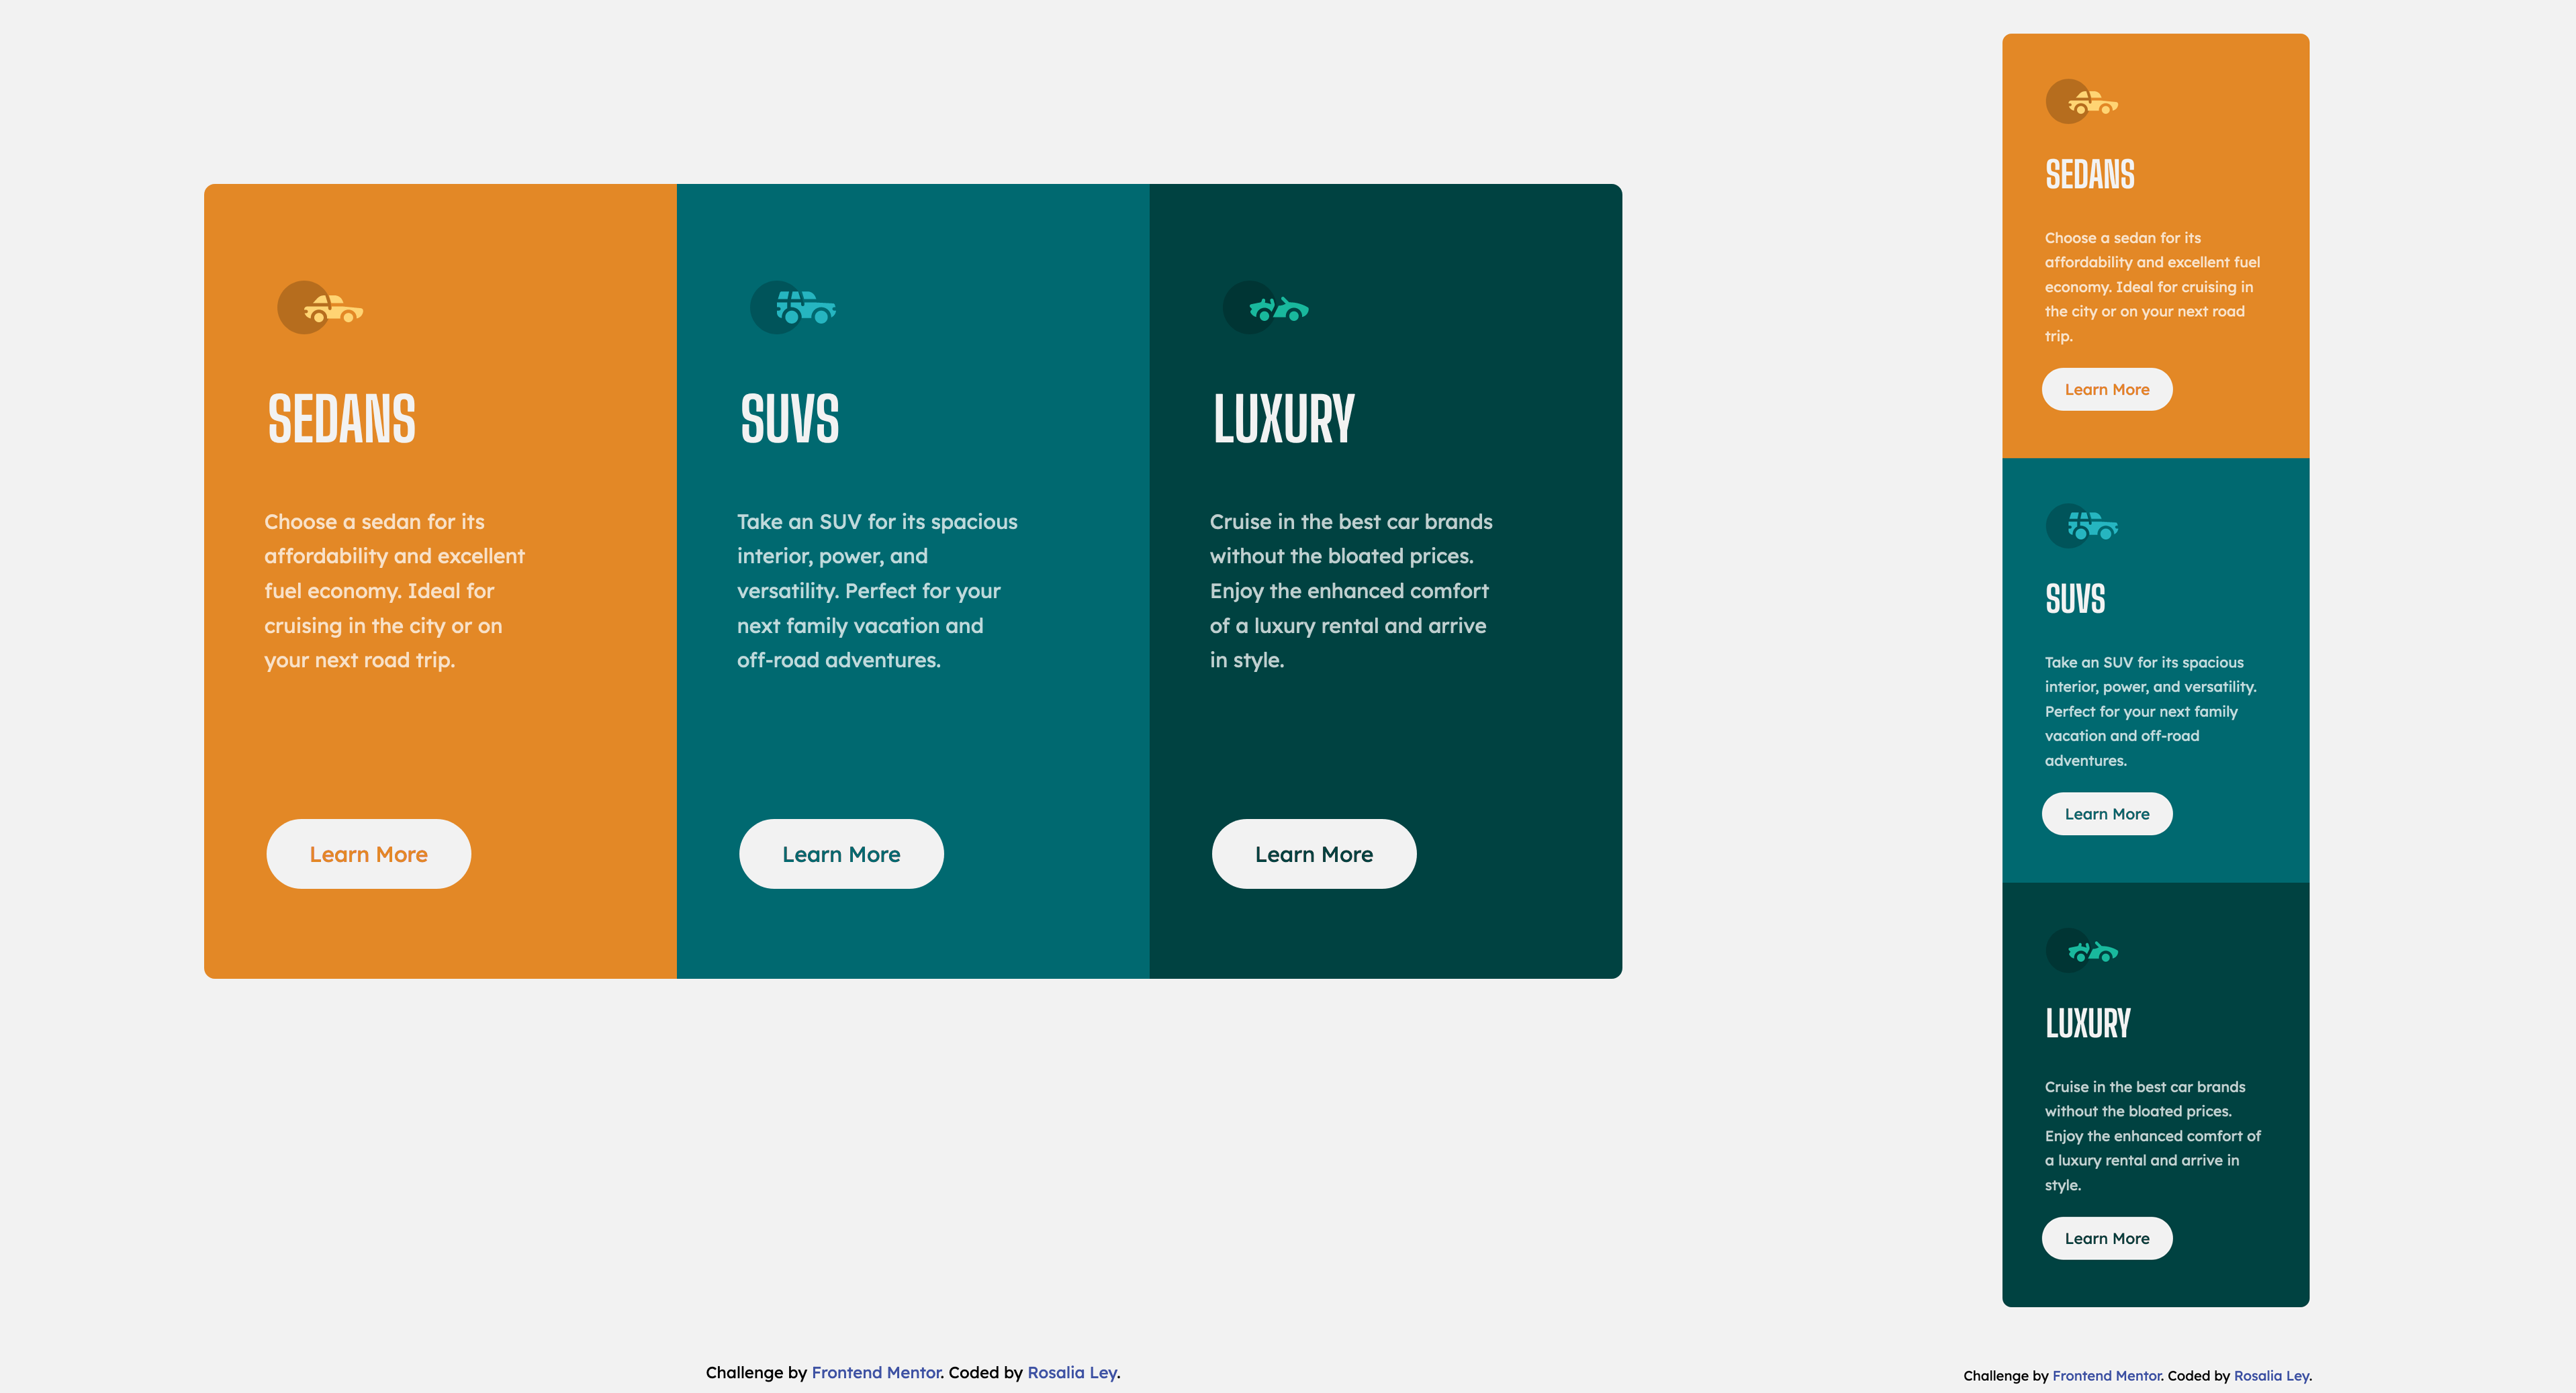 SEDANS
Choose a sedan for its
affordability and excellent
fuel economy. Ideal for
cruising in the city or on
your next road trip.
Learn More
SUVS
Take an SUV for its spacious
interior, power, and
versatility. Perfect for your
next family vacation and
off-road adventures.
Learn More
LUXURY
Cruise in the best car brands
without the bloated prices.
Enjoy the enhanced comfort
of a luxury rental and arrive
in style.
Learn More
Challenge by Frontend Mentor. Coded by Rosalia Ley.
SEDANS
Choose a sedan for its
affordability and excellent fuel
economy. Ideal for cruising in
the city or on your next road
trip.
Learn More
SUVS
Take an SUV for its spacious
interior, power, and versatility.
Perfect for your next family
vacation and off-road
adventures.
Learn More
LUXURY
Cruise in the best car brands
without the bloated prices.
Enjoy the enhanced comfort of
a luxury rental and arrive in
style.
Learn More
Challenge by Frontend Mentor. Coded by Rosalia Ley.